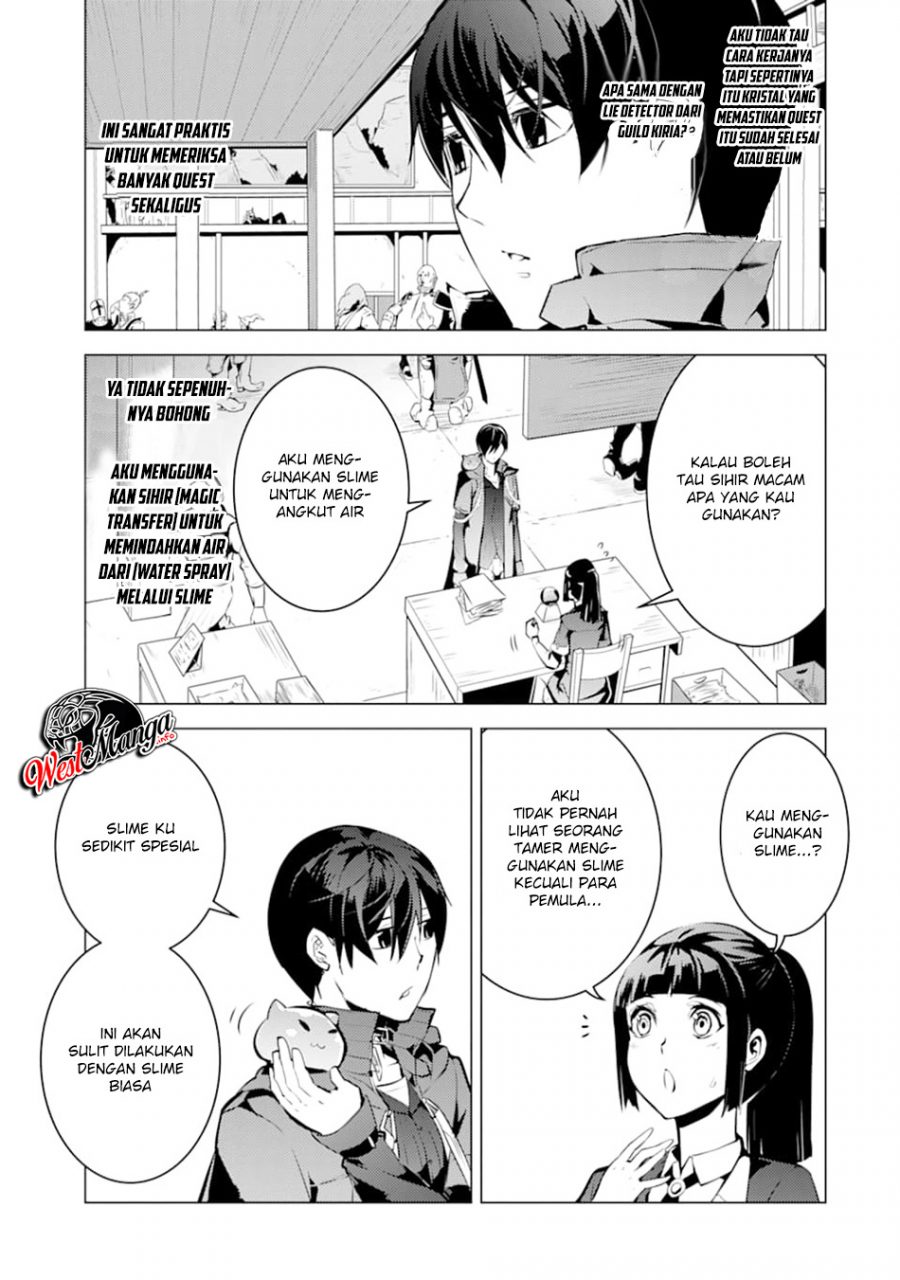 AKU TIDAK TAU
CARA KERJANYA
TAPI SEPERTINYA
ITU KRISTAL YANG
MEMASTIKAN QUEST
ITU SUDAH SELESAI
ATAU BELUM
APA SAMA DENGAN
LIE DETECTOR DARI
GUILD KIRIA?
INI SANGAT PRAKTIS
UNTUK MEMERIKSA
BANYAK QUEST
SEKALIGUS
KALAU BOLEH
TAU SIHIR MACAM
APA YANG KAU
GUNAKAN?
AKU MENG-
GUNAKAN SLIME
UNTUK MENG-
ANGKUT AIR
YA TIDAK SEPENUH-
NYA BOHONG
AKU MENGGUNA-
KAN SIHIR [MAGIC
TRANSFER] UNTUK
MEMINDAHKAN AIR
DARI [WATER SPRAY]
MELALUI SLIME
KAU MENG-
GUNAKAN
SLIME...?
AKU
TIDAK PERNAH
LIHAT SEORANG
TAMER MENG-
GUNAKAN SLIME
KECUALI PARA
PEMULA...
SLIME KU
SEDIKIT SPESIAL
INI AKAN
SULIT DILAKUKAN
DENGAN SLIME
BIASA
WestManga
.info